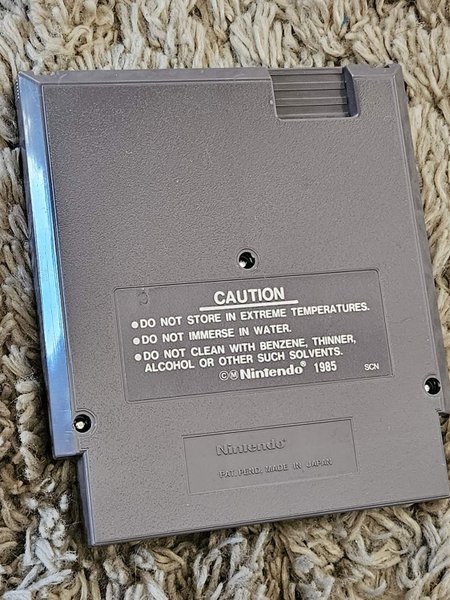 CAUTION
●DO NOT STORE IN EXTREME TEMPERATURES.
●DO NOT IMMERSE IN WATER.
●DO NOT CLEAN WITH BENZENE, THINNER,
ALCOHOL OR OTHER SUCH SOLVENTS.
©Ⓜ Nintendo® 1985 SCN
Nintendo®
PAT. PEND. MADE IN JAPAN